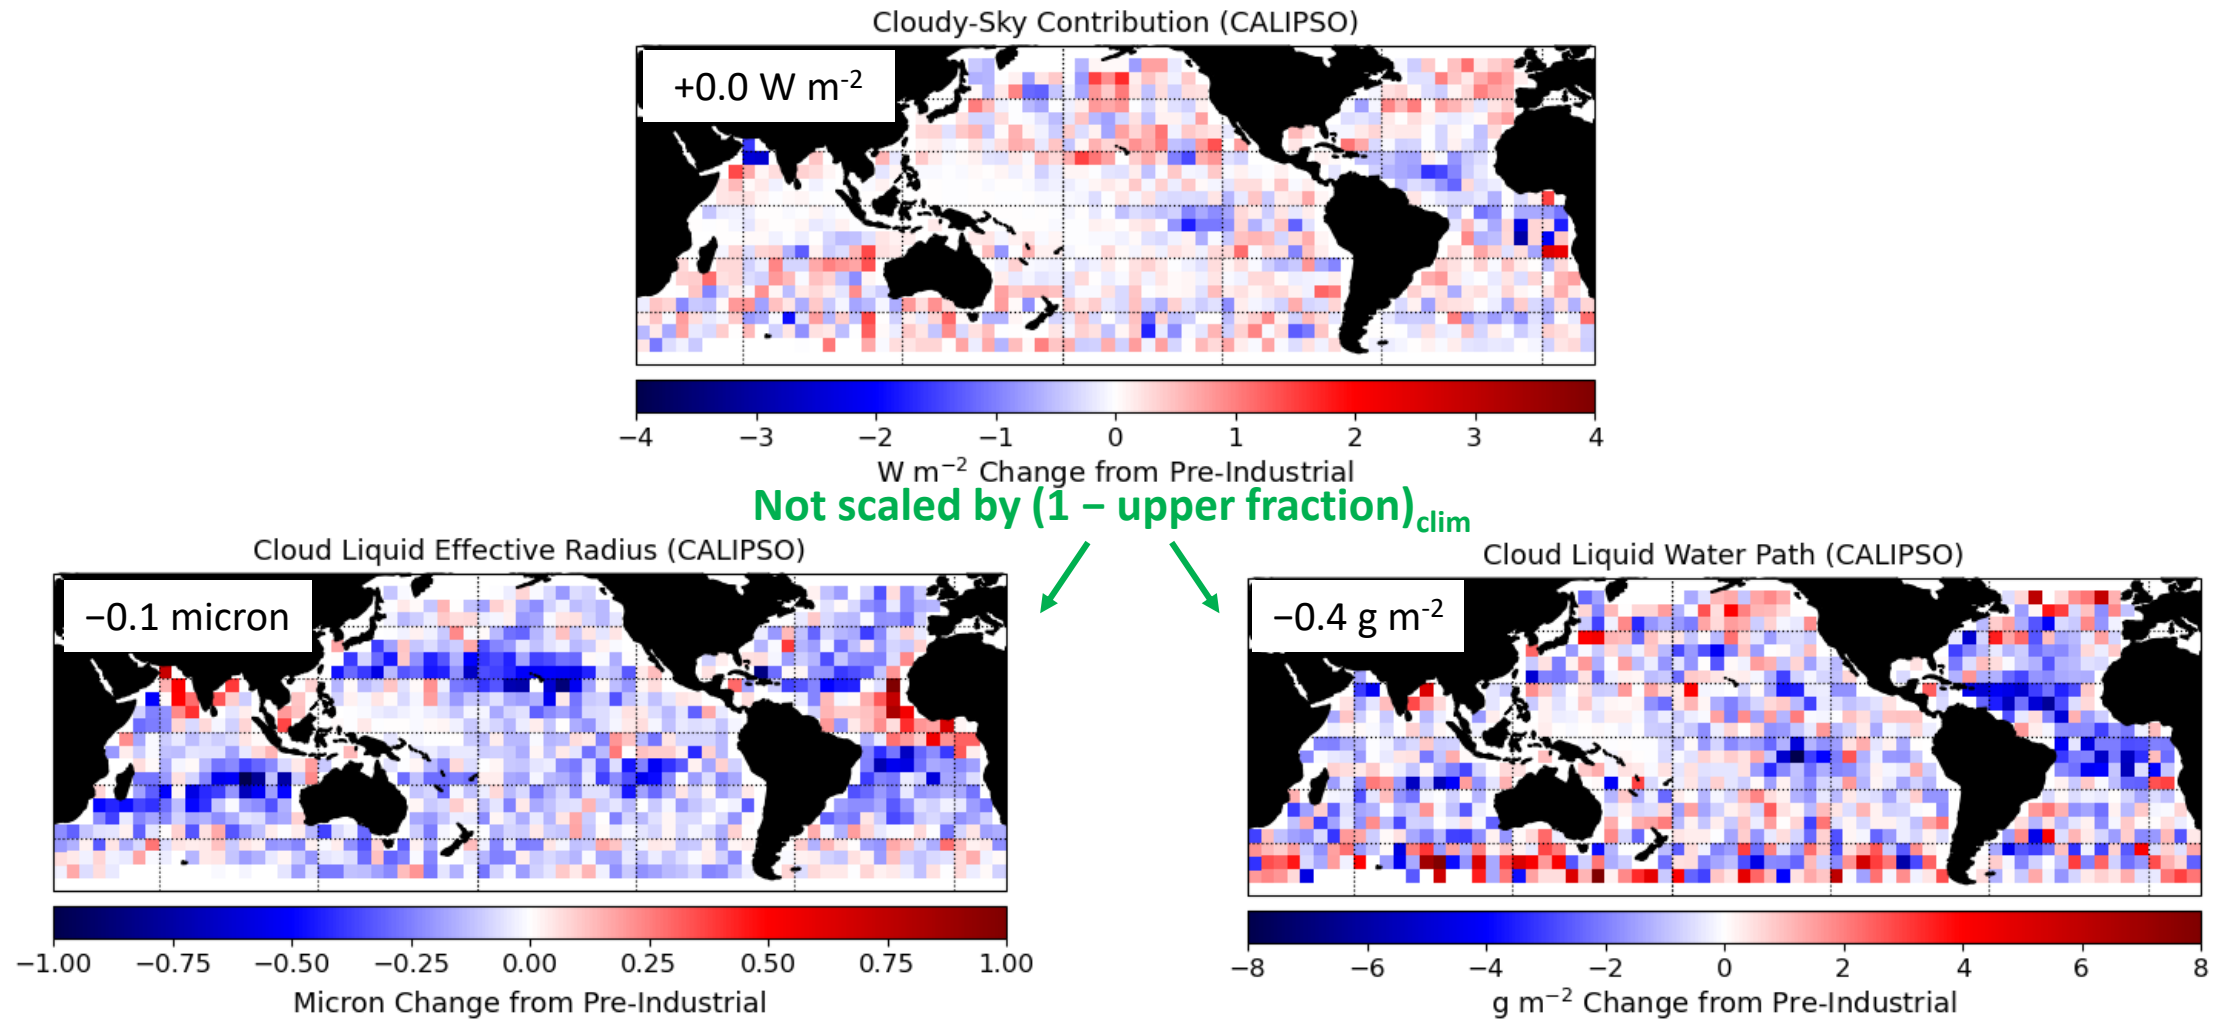 Cloudy-Sky Contribution (CALIPSO)
+0.0 W m-2
−4 −3 −2 −1 0 1 2 3 4
W m−2 Change from Pre-Industrial
Not scaled by (1 − upper fraction)clim
Cloud Liquid Effective Radius (CALIPSO)
−0.1 micron
−1.00 −0.75 −0.50 −0.25 0.00 0.25 0.50 0.75 1.00
Micron Change from Pre-Industrial
Cloud Liquid Water Path (CALIPSO)
−0.4 g m-2
−8 −6 −4 −2 0 2 4 6 8
g m−2 Change from Pre-Industrial